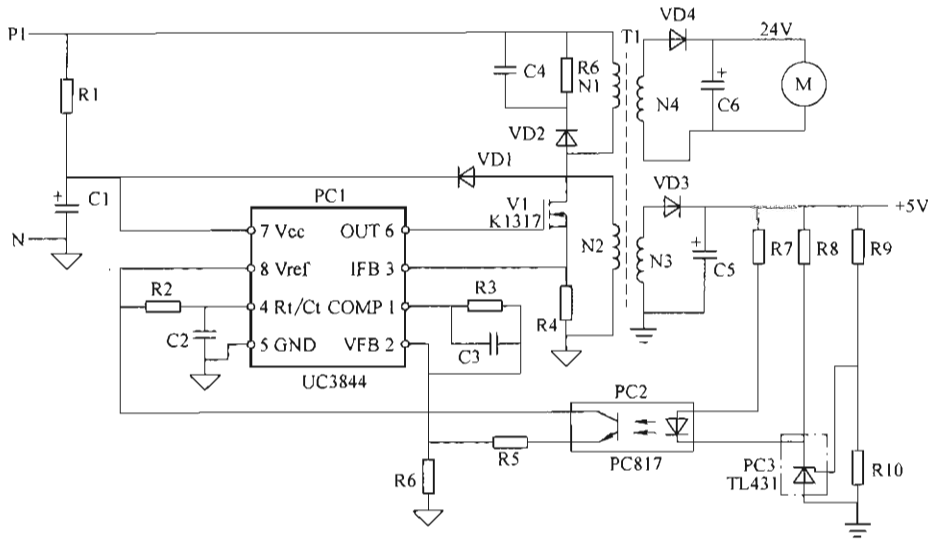 VD4
24V
P1
T1
C4
R6
N1
R1
N4
+
C6
M
VD2
VD1
VD3
+
C1
PC1
V1
K1317
+5V
N
7 Vcc
OUT 6
N2
N3
+
C5
R7
R8
R9
8 Vref
IFB 3
R2
4 Rt/Ct
COMP 1
R3
R4
C2
5 GND
VFB 2
C3
UC3844
PC2
R5
PC817
PC3
TL431
R10
R6